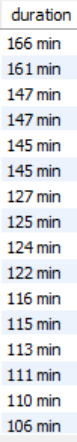 duration
166 min
161 min
147 min
147 min
145 min
145 min
127 min
125 min
124 min
122 min
116 min
115 min
113 min
111 min
110 min
106 min